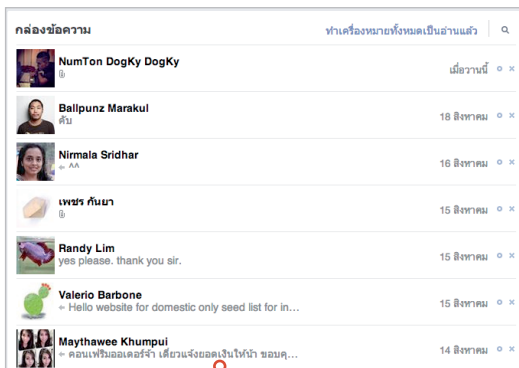 กล่องข้อความ ทำเครื่องหมายทั้งหมดเป็นอ่านแล้ว
NumTon DogKy DogKy
เมื่อวานนี้
Ballpunz Marakul
คับ
18 สิงหาคม
Nirmala Sridhar
^^
16 สิงหาคม
เพชร กันยา
15 สิงหาคม
Randy Lim
yes please. thank you sir.
15 สิงหาคม
Valerio Barbone
Hello website for domestic only seed list for in...
15 สิงหาคม
Maythawee Khumpui
คอนเฟริมออเดอร์จ้า เดี๋ยวแจ้งยอดเงินให้น้า ขอบคุ...
14 สิงหาคม